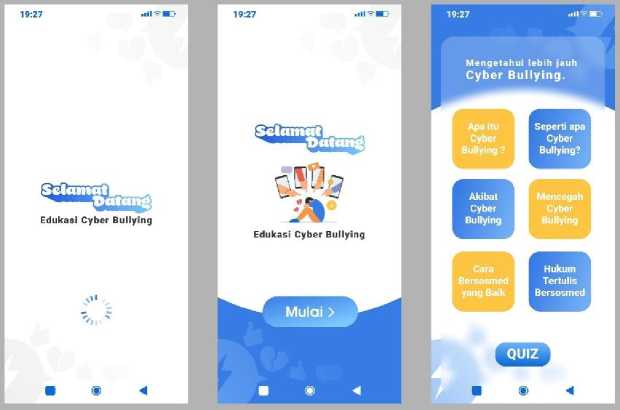 19:27
Selamat
Datang
Edukasi Cyber Bullying
19:27
Selamat
Datang
Edukasi Cyber Bullying
Mulai >
19:27
Mengetahui lebih jauh
Cyber Bullying.
Apa itu
Cyber
Bullying ?
Seperti apa
Cyber
Bullying?
Akibat
Cyber
Bullying
Mencegah
Cyber
Bullying
Cara
Bersosmed
yang Baik
Hukum
Tertulis
Bersosmed
QUIZ